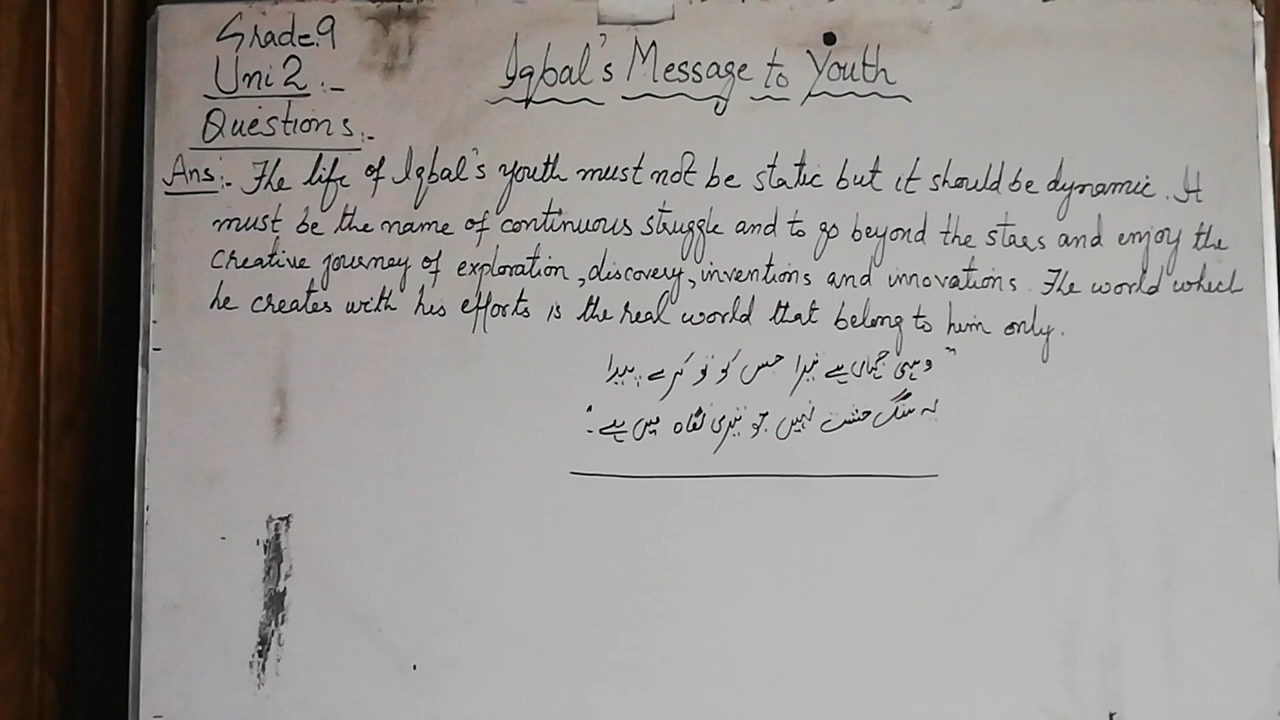 Grade.9
Uni 2 :-
Iqbal's Message to Youth
Questions:-
Ans:- The life of Iqbal's youth must not be static but it should be dynamic. It
must be the name of continuous struggle and to go beyond the stars and enjoy the
creative journey of exploration, discovery, inventions and innovations. The world which
he creates with his efforts is the real world that belong to him only.
"وہی جہاں ہے تیرا جس کو تو کرے پیدا
یہ سنگ خشت نہیں جو تیری نگاہ میں ہے۔"